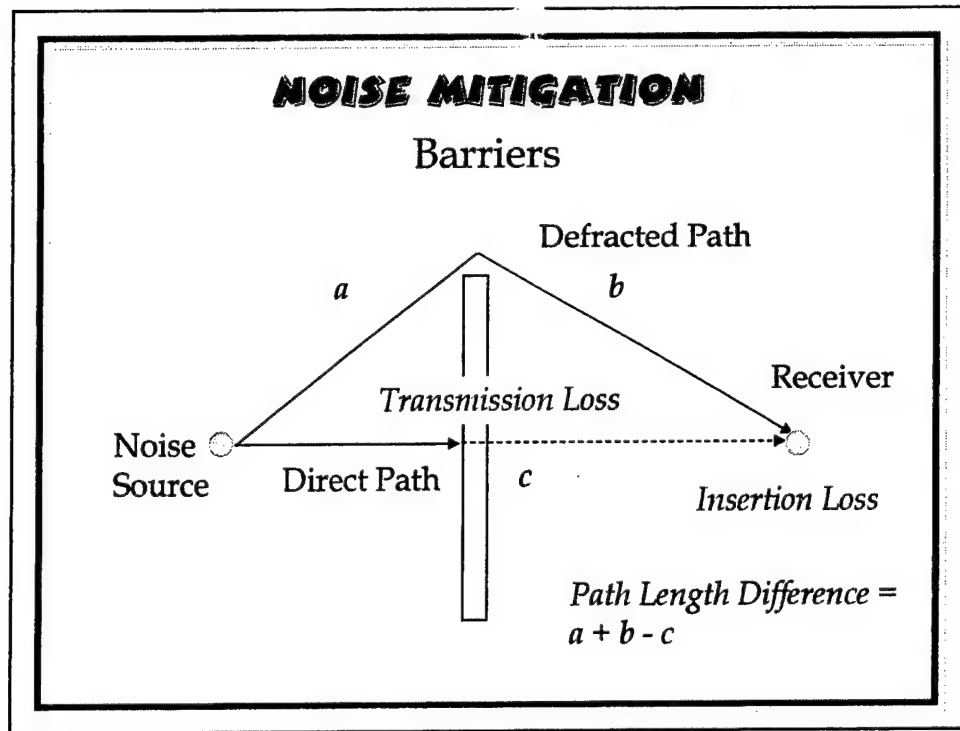 NOISE MITIGATION
Barriers
Defracted Path
a
b
Receiver
Transmission Loss
Noise
Source
Direct Path
c
Insertion Loss
Path Length Difference =
a + b - c